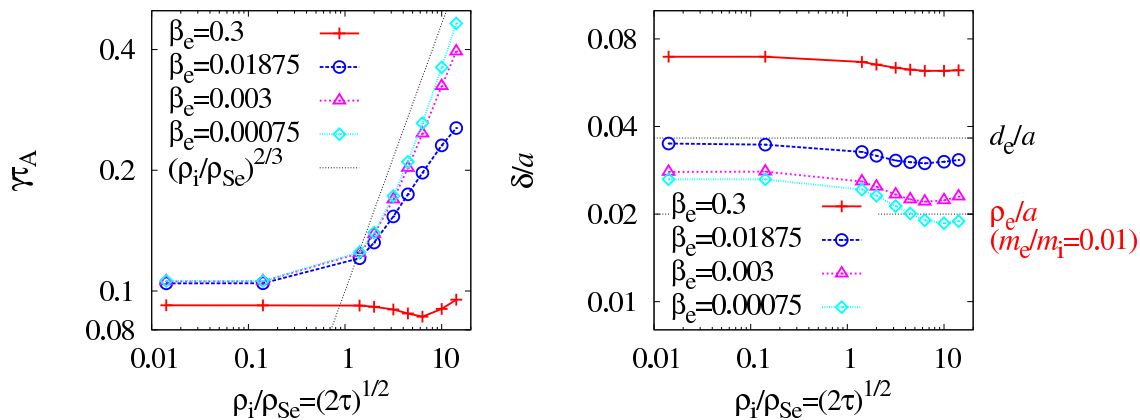 γτ_A
0.4
0.2
0.1
0.08
β_e=0.3
β_e=0.01875
β_e=0.003
β_e=0.00075
(ρ_i/ρ_Se)^{2/3}
0.01 0.1 1 10
ρ_i/ρ_Se=(2τ)^{1/2}
δ/a
0.08
0.04
0.02
0.01
d_e/a
ρ_e/a
(m_e/m_i=0.01)
β_e=0.3
β_e=0.01875
β_e=0.003
β_e=0.00075
0.01 0.1 1 10
ρ_i/ρ_Se=(2τ)^{1/2}